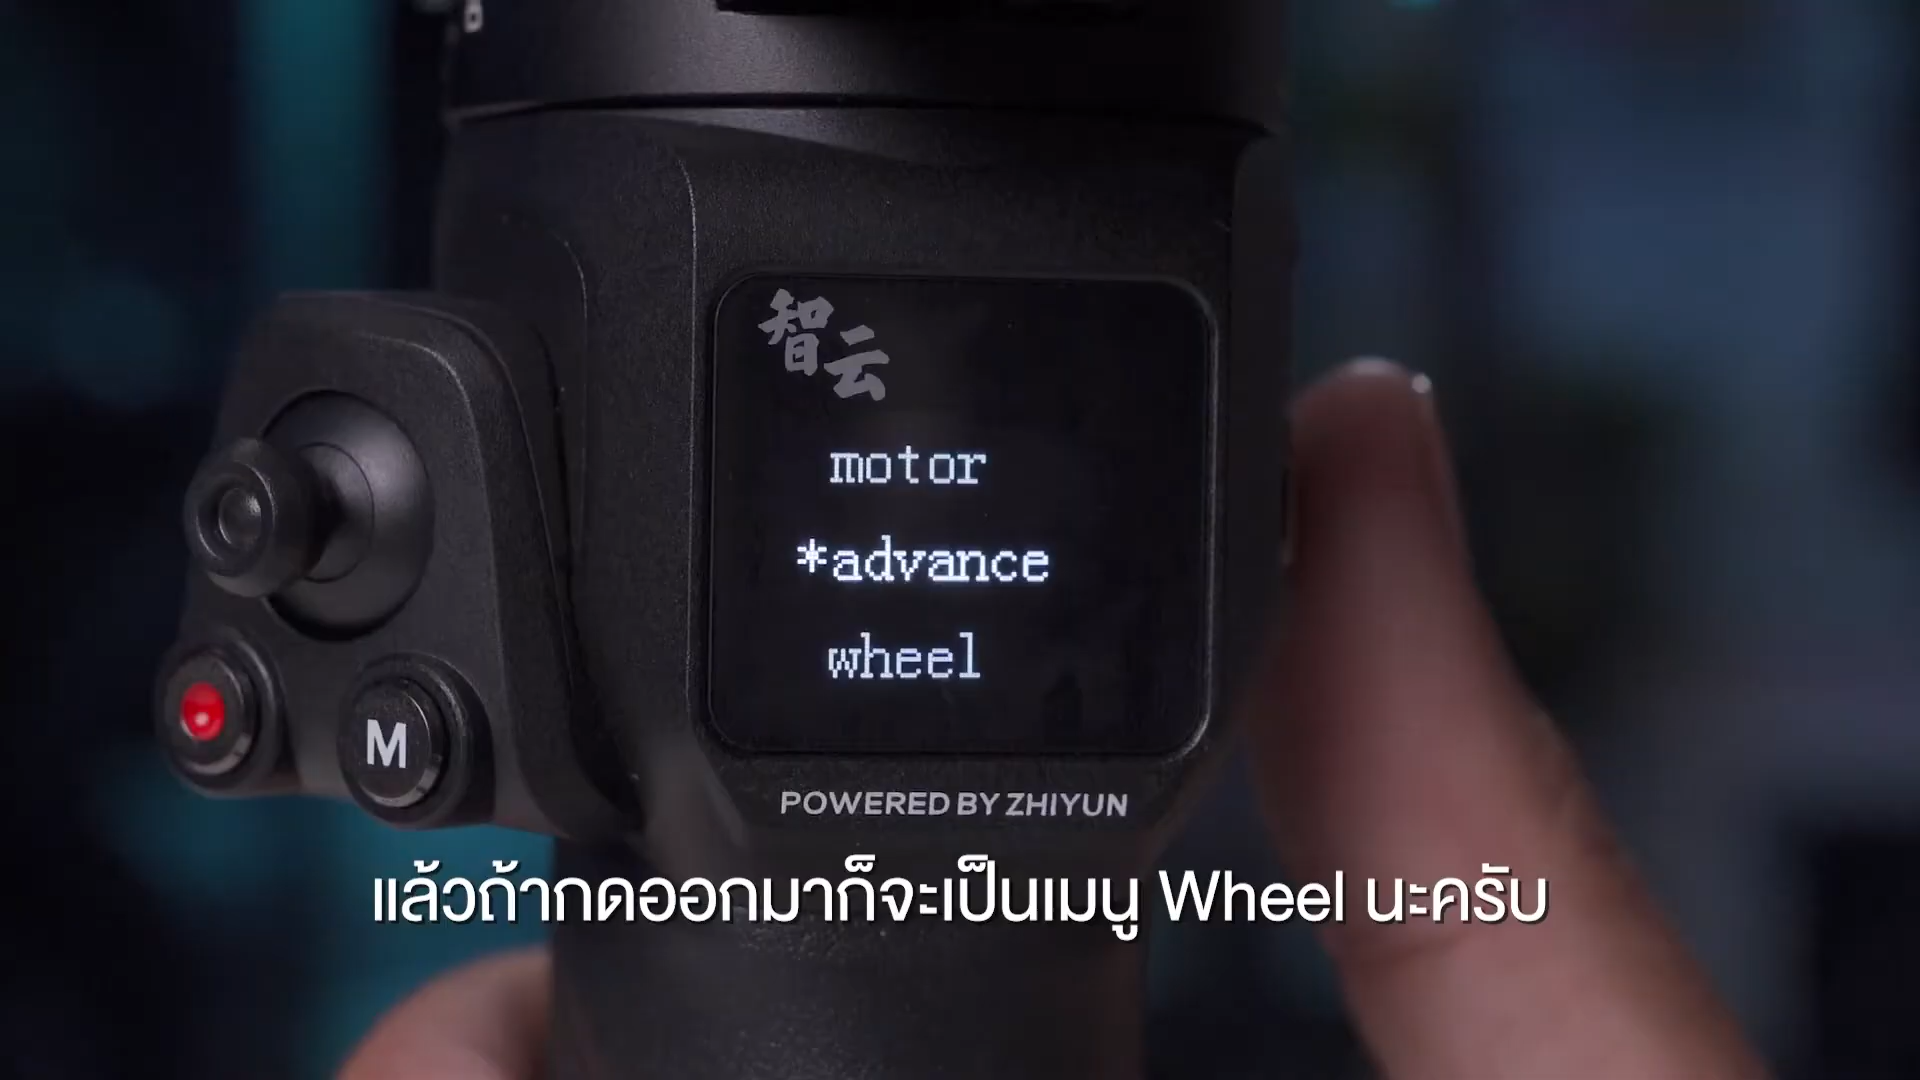 智云
motor
*advance
wheel
M
POWERED BY ZHIYUN
แล้วถ้ากดออกมาก็จะเป็นเมนู Wheel นะครับ